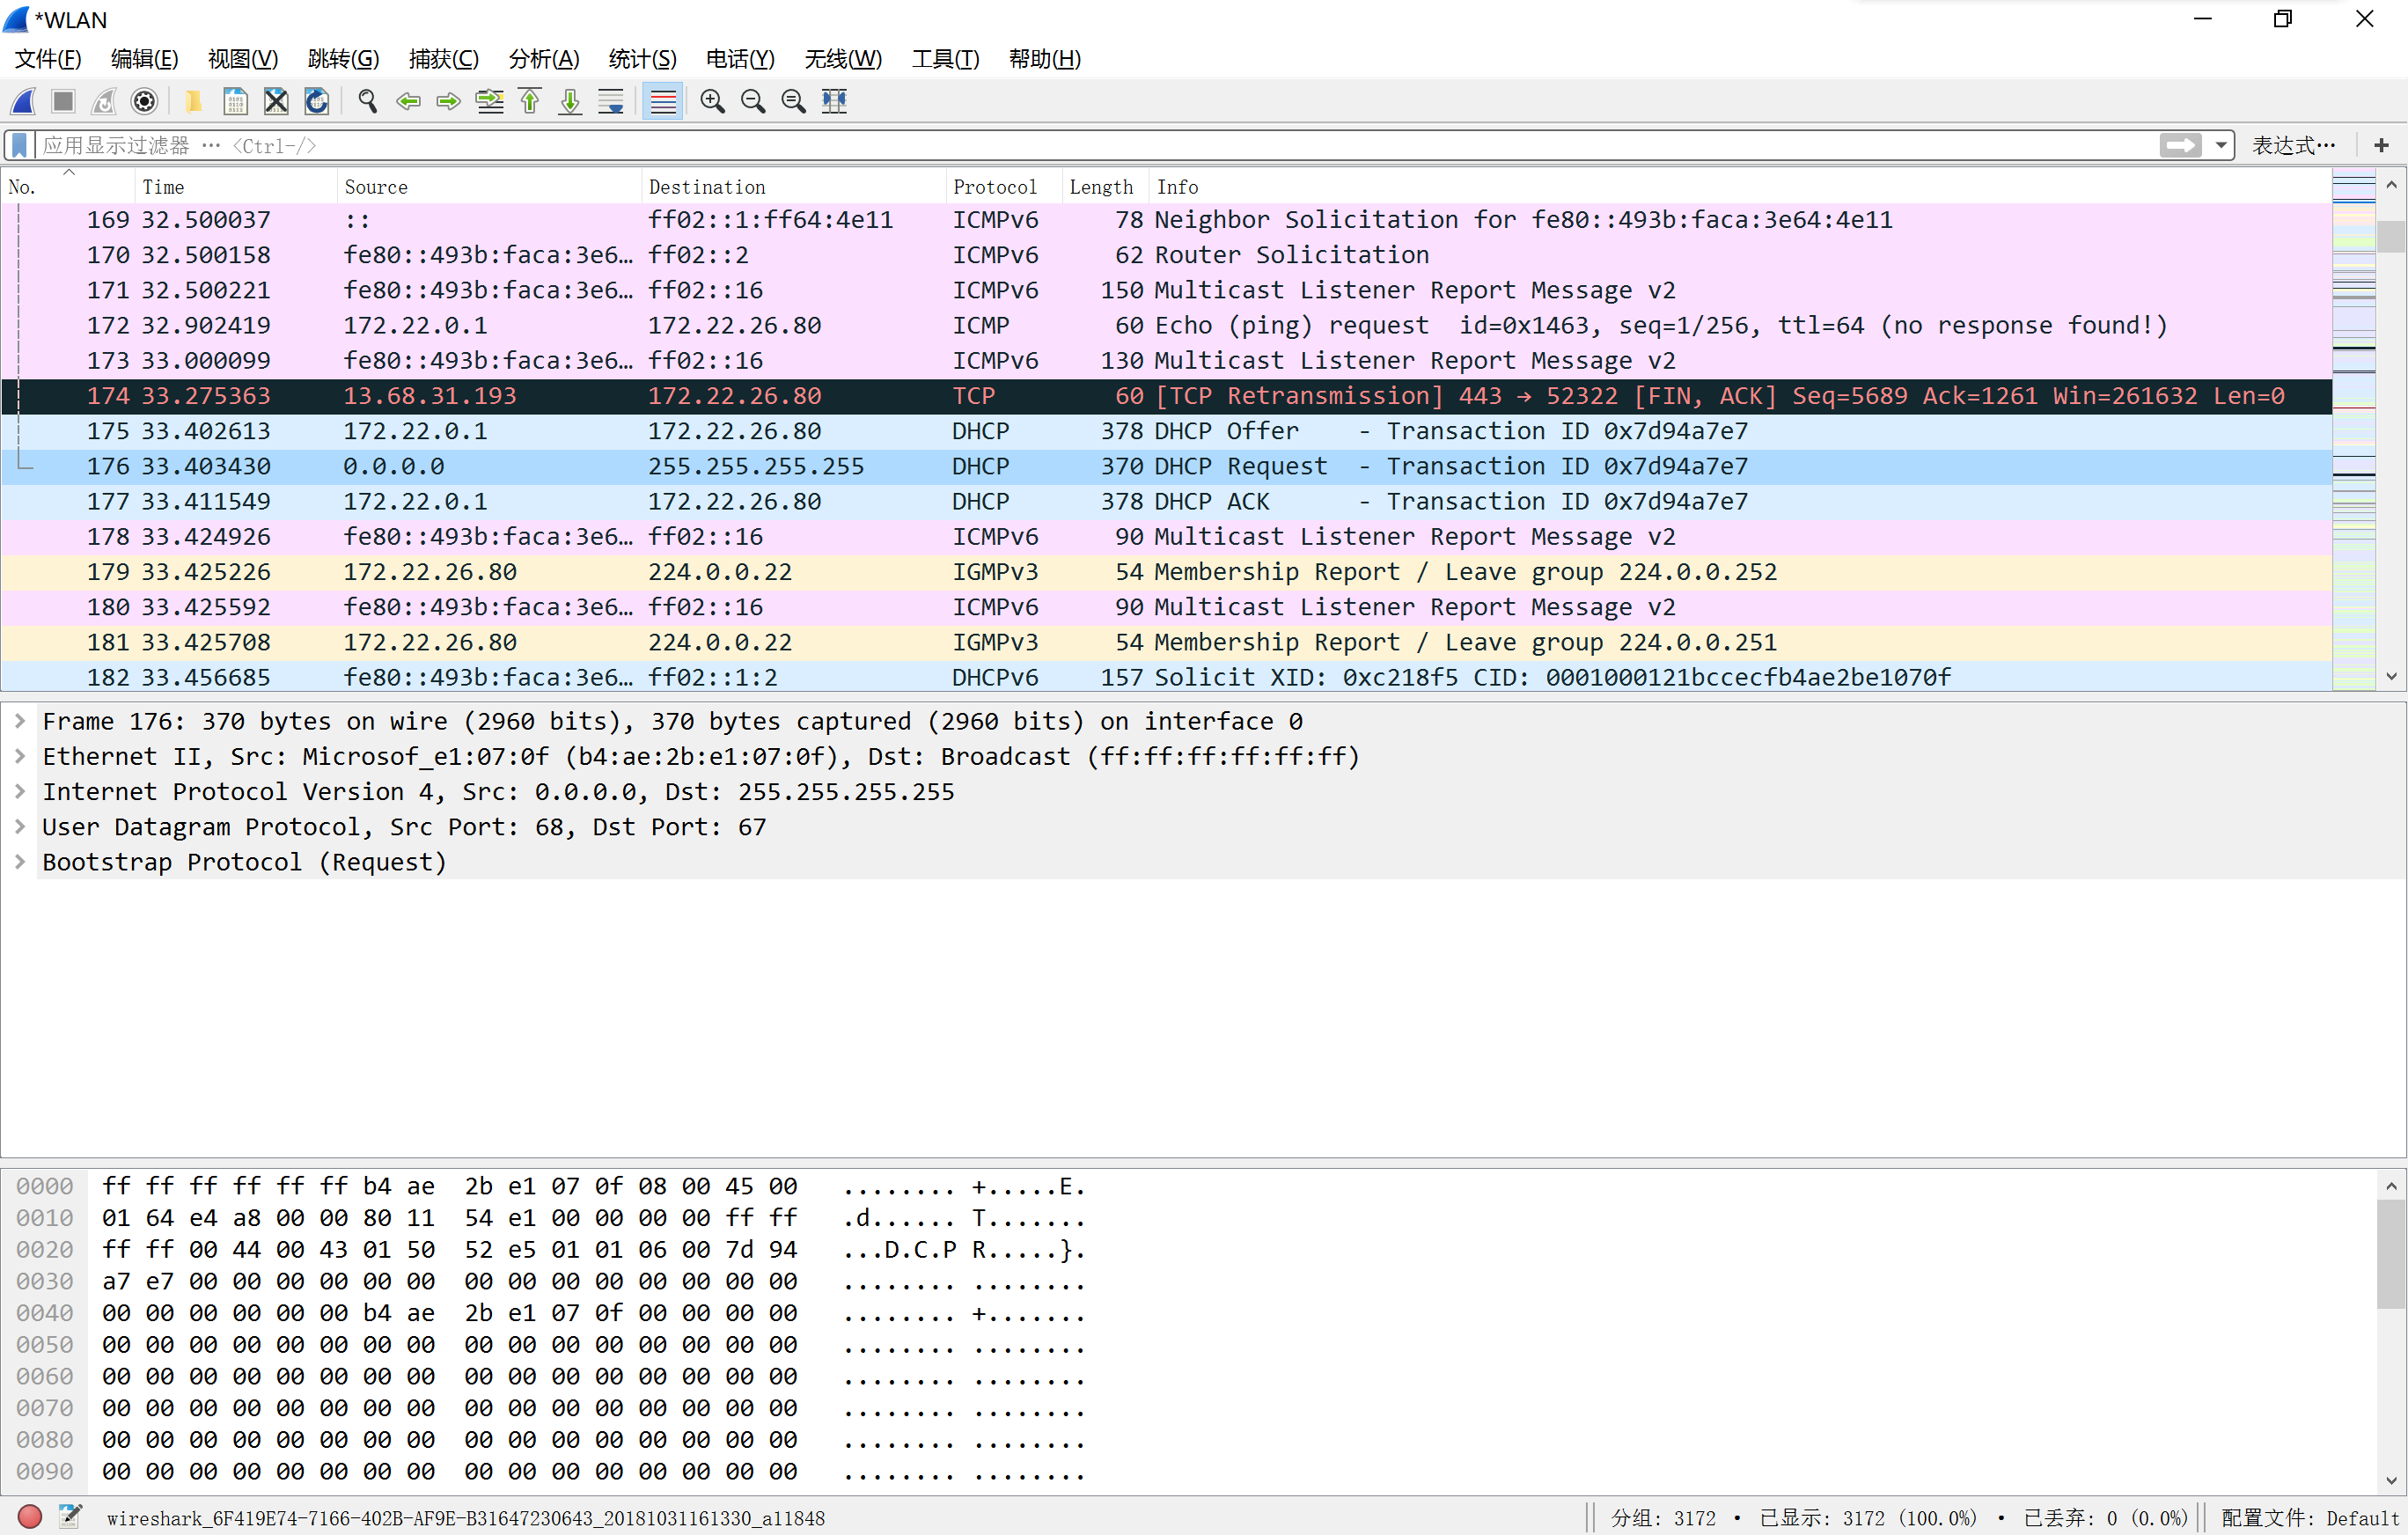 *WLAN
文件(F) 编辑(E) 视图(V) 跳转(G) 捕获(C) 分析(A) 统计(S) 电话(Y) 无线(W) 工具(T) 帮助(H)
应用显示过滤器 … <Ctrl-/> 表达式… +
No. Time Source Destination Protocol Length Info
169 32.500037 :: ff02::1:ff64:4e11 ICMPv6 78 Neighbor Solicitation for fe80::493b:faca:3e64:4e11
170 32.500158 fe80::493b:faca:3e6… ff02::2 ICMPv6 62 Router Solicitation
171 32.500221 fe80::493b:faca:3e6… ff02::16 ICMPv6 150 Multicast Listener Report Message v2
172 32.902419 172.22.0.1 172.22.26.80 ICMP 60 Echo (ping) request id=0x1463, seq=1/256, ttl=64 (no response found!)
173 33.000099 fe80::493b:faca:3e6… ff02::16 ICMPv6 130 Multicast Listener Report Message v2
174 33.275363 13.68.31.193 172.22.26.80 TCP 60 [TCP Retransmission] 443 → 52322 [FIN, ACK] Seq=5689 Ack=1261 Win=261632 Len=0
175 33.402613 172.22.0.1 172.22.26.80 DHCP 378 DHCP Offer - Transaction ID 0x7d94a7e7
176 33.403430 0.0.0.0 255.255.255.255 DHCP 370 DHCP Request - Transaction ID 0x7d94a7e7
177 33.411549 172.22.0.1 172.22.26.80 DHCP 378 DHCP ACK - Transaction ID 0x7d94a7e7
178 33.424926 fe80::493b:faca:3e6… ff02::16 ICMPv6 90 Multicast Listener Report Message v2
179 33.425226 172.22.26.80 224.0.0.22 IGMPv3 54 Membership Report / Leave group 224.0.0.252
180 33.425592 fe80::493b:faca:3e6… ff02::16 ICMPv6 90 Multicast Listener Report Message v2
181 33.425708 172.22.26.80 224.0.0.22 IGMPv3 54 Membership Report / Leave group 224.0.0.251
182 33.456685 fe80::493b:faca:3e6… ff02::1:2 DHCPv6 157 Solicit XID: 0xc218f5 CID: 0001000121bccecfb4ae2be1070f
Frame 176: 370 bytes on wire (2960 bits), 370 bytes captured (2960 bits) on interface 0
Ethernet II, Src: Microsof_e1:07:0f (b4:ae:2b:e1:07:0f), Dst: Broadcast (ff:ff:ff:ff:ff:ff)
Internet Protocol Version 4, Src: 0.0.0.0, Dst: 255.255.255.255
User Datagram Protocol, Src Port: 68, Dst Port: 67
Bootstrap Protocol (Request)
0000 ff ff ff ff ff ff b4 ae 2b e1 07 0f 08 00 45 00 ........ +.....E.
0010 01 64 e4 a8 00 00 80 11 54 e1 00 00 00 00 ff ff .d...... T.......
0020 ff ff 00 44 00 43 01 50 52 e5 01 01 06 00 7d 94 ...D.C.P R.....}.
0030 a7 e7 00 00 00 00 00 00 00 00 00 00 00 00 00 00 ........ ........
0040 00 00 00 00 00 00 b4 ae 2b e1 07 0f 00 00 00 00 ........ +.......
0050 00 00 00 00 00 00 00 00 00 00 00 00 00 00 00 00 ........ ........
0060 00 00 00 00 00 00 00 00 00 00 00 00 00 00 00 00 ........ ........
0070 00 00 00 00 00 00 00 00 00 00 00 00 00 00 00 00 ........ ........
0080 00 00 00 00 00 00 00 00 00 00 00 00 00 00 00 00 ........ ........
0090 00 00 00 00 00 00 00 00 00 00 00 00 00 00 00 00 ........ ........
wireshark_6F419E74-7166-402B-AF9E-B31647230643_20181031161330_a11848 分组: 3172 • 已显示: 3172 (100.0%) • 已丢弃: 0 (0.0%) 配置文件: Default